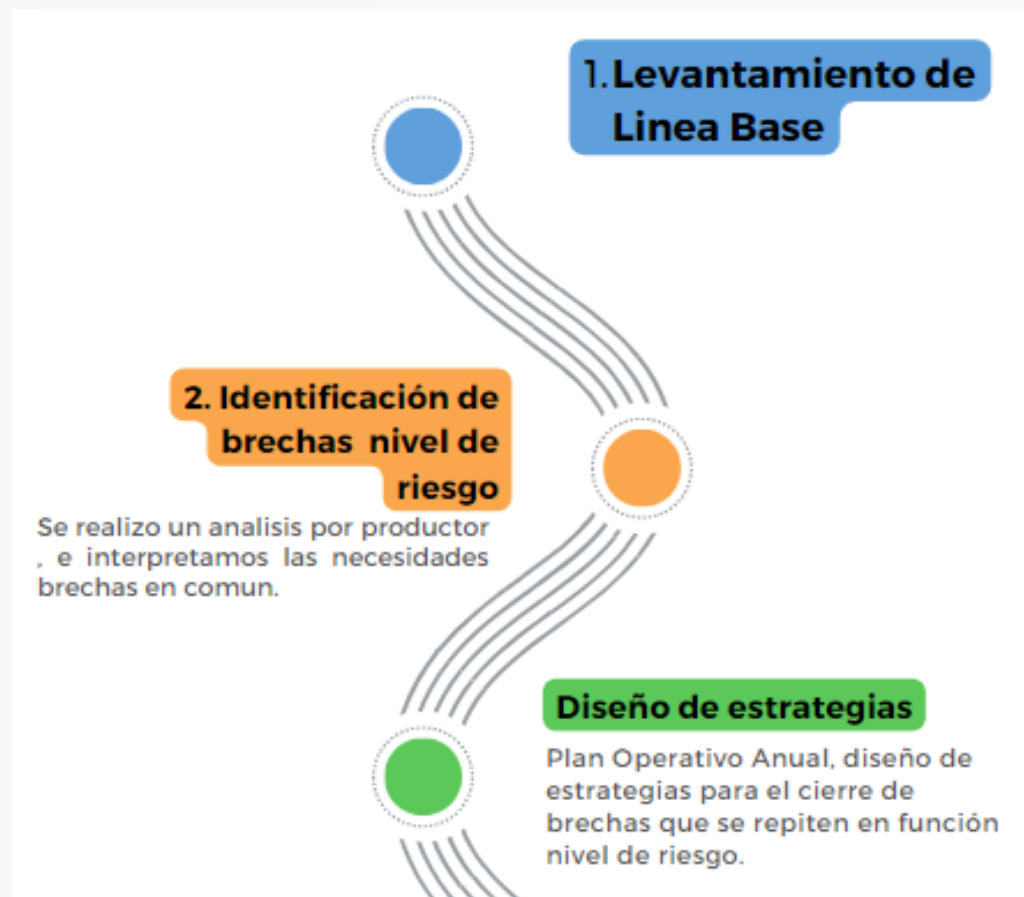 1. Levantamiento de
Linea Base
2. Identificación de
brechas nivel de
riesgo
Se realizo un analisis por productor
, e interpretamos las necesidades
brechas en comun.
Diseño de estrategias
Plan Operativo Anual, diseño de
estrategias para el cierre de
brechas que se repiten en función
nivel de riesgo.